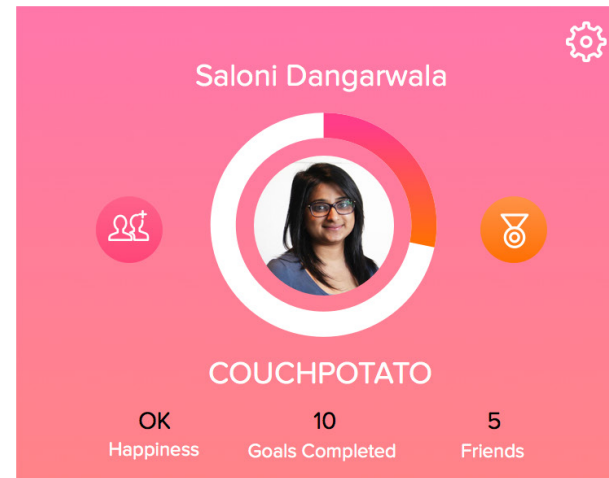 Saloni Dangarwala
COUCHPOTATO
OK 10 5
Happiness Goals Completed Friends